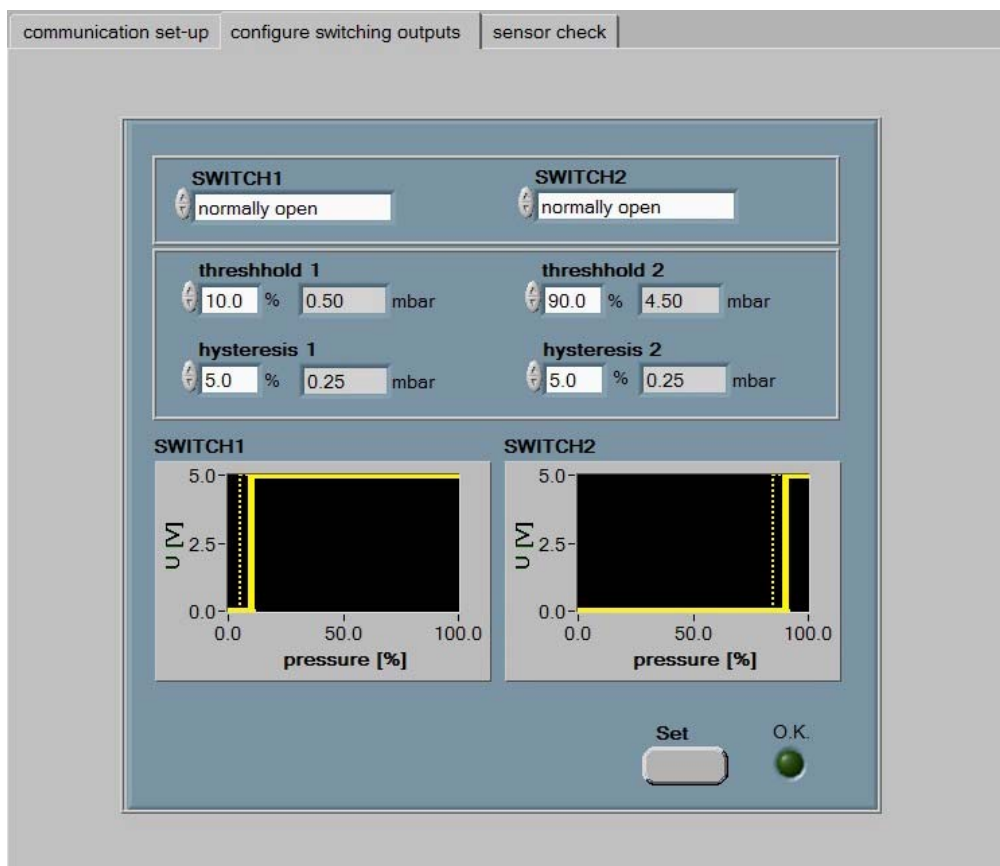 communication set-up configure switching outputs sensor check
SWITCH1 SWITCH2
normally open normally open
threshhold 1 threshhold 2
10.0 % 0.50 mbar 90.0 % 4.50 mbar
hysteresis 1 hysteresis 2
5.0 % 0.25 mbar 5.0 % 0.25 mbar
SWITCH1
5.0
2.5
0.0
U [V]
0.0 50.0 100.0
pressure [%]
SWITCH2
5.0
2.5
0.0
U [V]
0.0 50.0 100.0
pressure [%]
Set O.K.